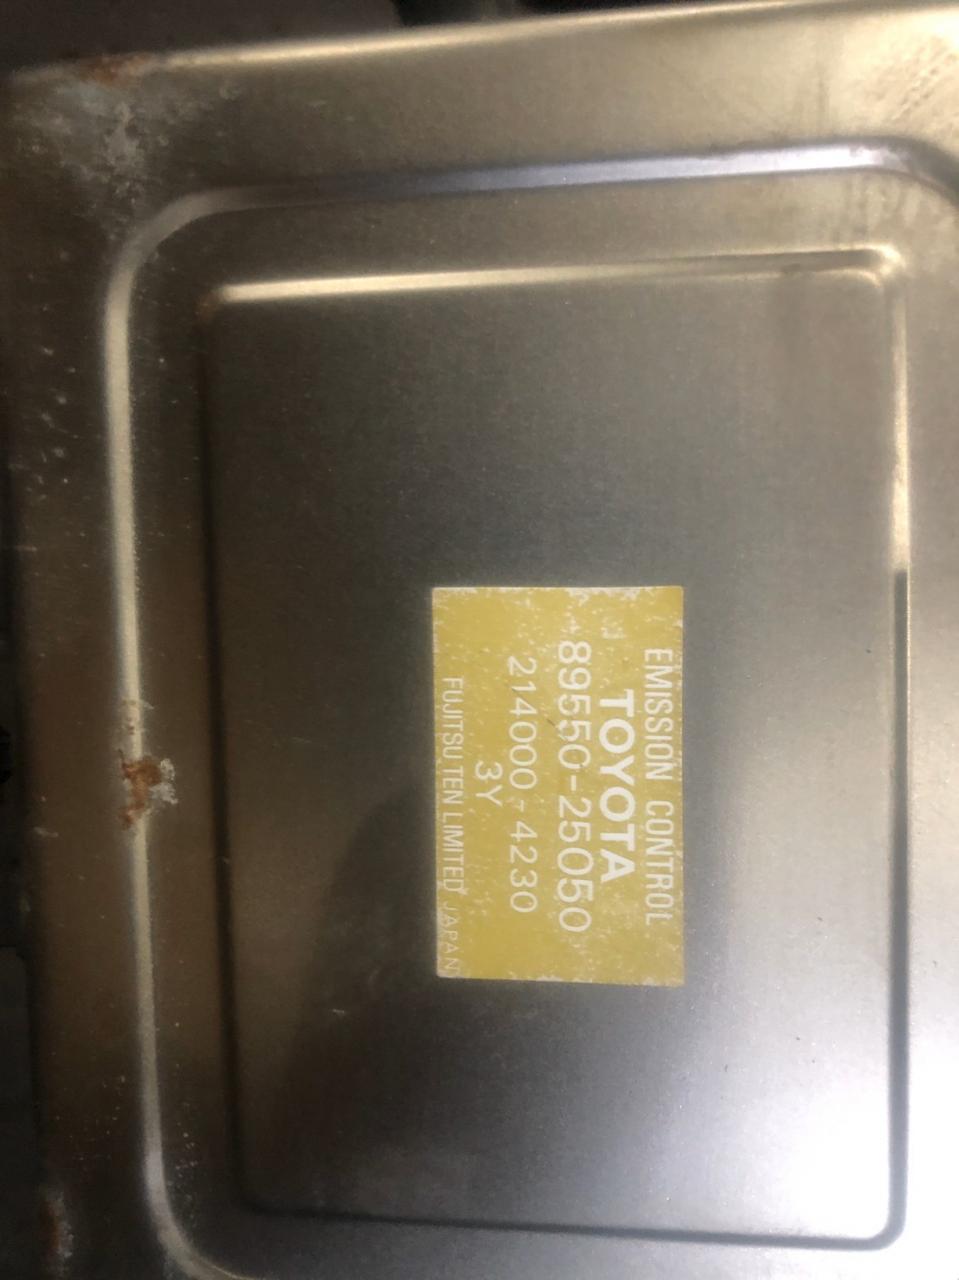 EMISSION CONTROL
TOYOTA
89550-25050
214000-4230
3Y
FUJITSU TEN LIMITED JAPAN